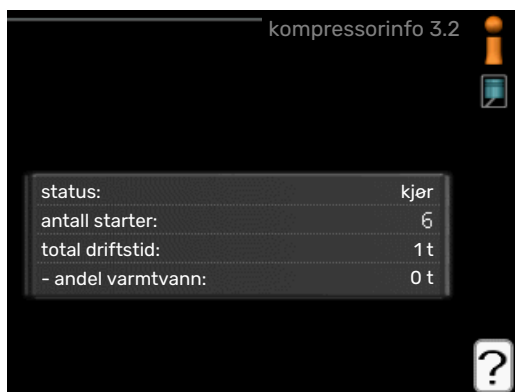 kompressorinfo 3.2
status: kjør
antall starter: 6
total driftstid: 1 t
- andel varmtvann: 0 t
?